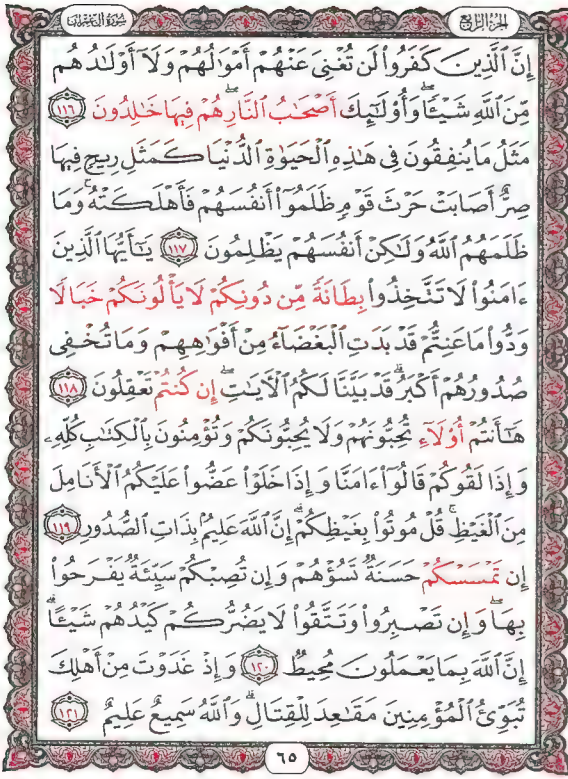 الجزء الرابع
سورة آل عمران
إِنَّ ٱلَّذِينَ كَفَرُوا۟ لَن تُغْنِىَ عَنْهُمْ أَمْوَٰلُهُمْ وَلَآ أَوْلَٰدُهُم
مِّنَ ٱللَّهِ شَيْـًٔا ۖ وَأُو۟لَٰٓئِكَ أَصْحَٰبُ ٱلنَّارِ ۖ هُمْ فِيهَا خَٰلِدُونَ ١١٦
مَثَلُ مَا يُنفِقُونَ فِى هَٰذِهِ ٱلْحَيَوٰةِ ٱلدُّنْيَا كَمَثَلِ رِيحٍ فِيهَا
صِرٌّ أَصَابَتْ حَرْثَ قَوْمٍ ظَلَمُوٓا۟ أَنفُسَهُمْ فَأَهْلَكَتْهُ ۚ وَمَا
ظَلَمَهُمُ ٱللَّهُ وَلَٰكِنْ أَنفُسَهُمْ يَظْلِمُونَ ١١٧ يَٰٓأَيُّهَا ٱلَّذِينَ
ءَامَنُوا۟ لَا تَتَّخِذُوا۟ بِطَانَةً مِّن دُونِكُمْ لَا يَأْلُونَكُمْ خَبَالًا
وَدُّوا۟ مَا عَنِتُّمْ قَدْ بَدَتِ ٱلْبَغْضَآءُ مِنْ أَفْوَٰهِهِمْ وَمَا تُخْفِى
صُدُورُهُمْ أَكْبَرُ ۚ قَدْ بَيَّنَّا لَكُمُ ٱلْءَايَٰتِ ۖ إِن كُنتُمْ تَعْقِلُونَ ١١٨
هَٰٓأَنتُمْ أُو۟لَآءِ تُحِبُّونَهُمْ وَلَا يُحِبُّونَكُمْ وَتُؤْمِنُونَ بِٱلْكِتَٰبِ كُلِّهِۦ
وَإِذَا لَقُوكُمْ قَالُوٓا۟ ءَامَنَّا وَإِذَا خَلَوْا۟ عَضُّوا۟ عَلَيْكُمُ ٱلْأَنَامِلَ
مِنَ ٱلْغَيْظِ ۚ قُلْ مُوتُوا۟ بِغَيْظِكُمْ ۗ إِنَّ ٱللَّهَ عَلِيمٌۢ بِذَاتِ ٱلصُّدُورِ ١١٩
إِن تَمْسَسْكُمْ حَسَنَةٌ تَسُؤْهُمْ وَإِن تُصِبْكُمْ سَيِّئَةٌ يَفْرَحُوا۟
بِهَا ۖ وَإِن تَصْبِرُوا۟ وَتَتَّقُوا۟ لَا يَضُرُّكُمْ كَيْدُهُمْ شَيْـًٔا ۗ
إِنَّ ٱللَّهَ بِمَا يَعْمَلُونَ مُحِيطٌ ١٢٠ وَإِذْ غَدَوْتَ مِنْ أَهْلِكَ
تُبَوِّئُ ٱلْمُؤْمِنِينَ مَقَٰعِدَ لِلْقِتَالِ ۗ وَٱللَّهُ سَمِيعٌ عَلِيمٌ ١٢١
٦٥